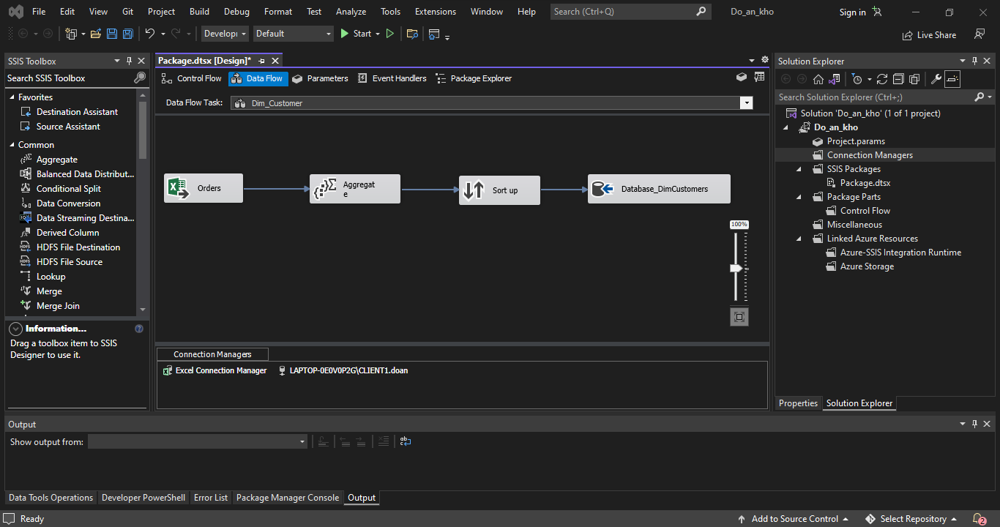 File Edit View Git Project Build Debug Format Test Analyze Tools Extensions Window Help Search (Ctrl+Q) Do_an_kho Sign in
Developi Default Start Live Share
SSIS Toolbox
Search SSIS Toolbox
Favorites
Destination Assistant
Source Assistant
Common
Aggregate
Balanced Data Distribut...
Conditional Split
Data Conversion
Data Streaming Destina...
Derived Column
HDFS File Destination
HDFS File Source
Lookup
Merge
Merge Join
Information...
Drag a toolbox item to SSIS
Designer to use it.
Package.dtsx [Design]*
Control Flow Data Flow Parameters Event Handlers Package Explorer
Data Flow Task: Dim_Customer
Orders
Aggregat
e
Sort up
Database_DimCustomers
100%
Connection Managers
Excel Connection Manager LAPTOP-0E0V0P2G\CLIENT1.doan
Solution Explorer
Search Solution Explorer (Ctrl+;)
Solution 'Do_an_kho' (1 of 1 project)
Do_an_kho
Project.params
Connection Managers
SSIS Packages
Package.dtsx
Package Parts
Control Flow
Miscellaneous
Linked Azure Resources
Azure-SSIS Integration Runtime
Azure Storage
Properties Solution Explorer
Output
Show output from:
Data Tools Operations Developer PowerShell Error List Package Manager Console Output
Ready Add to Source Control Select Repository 2